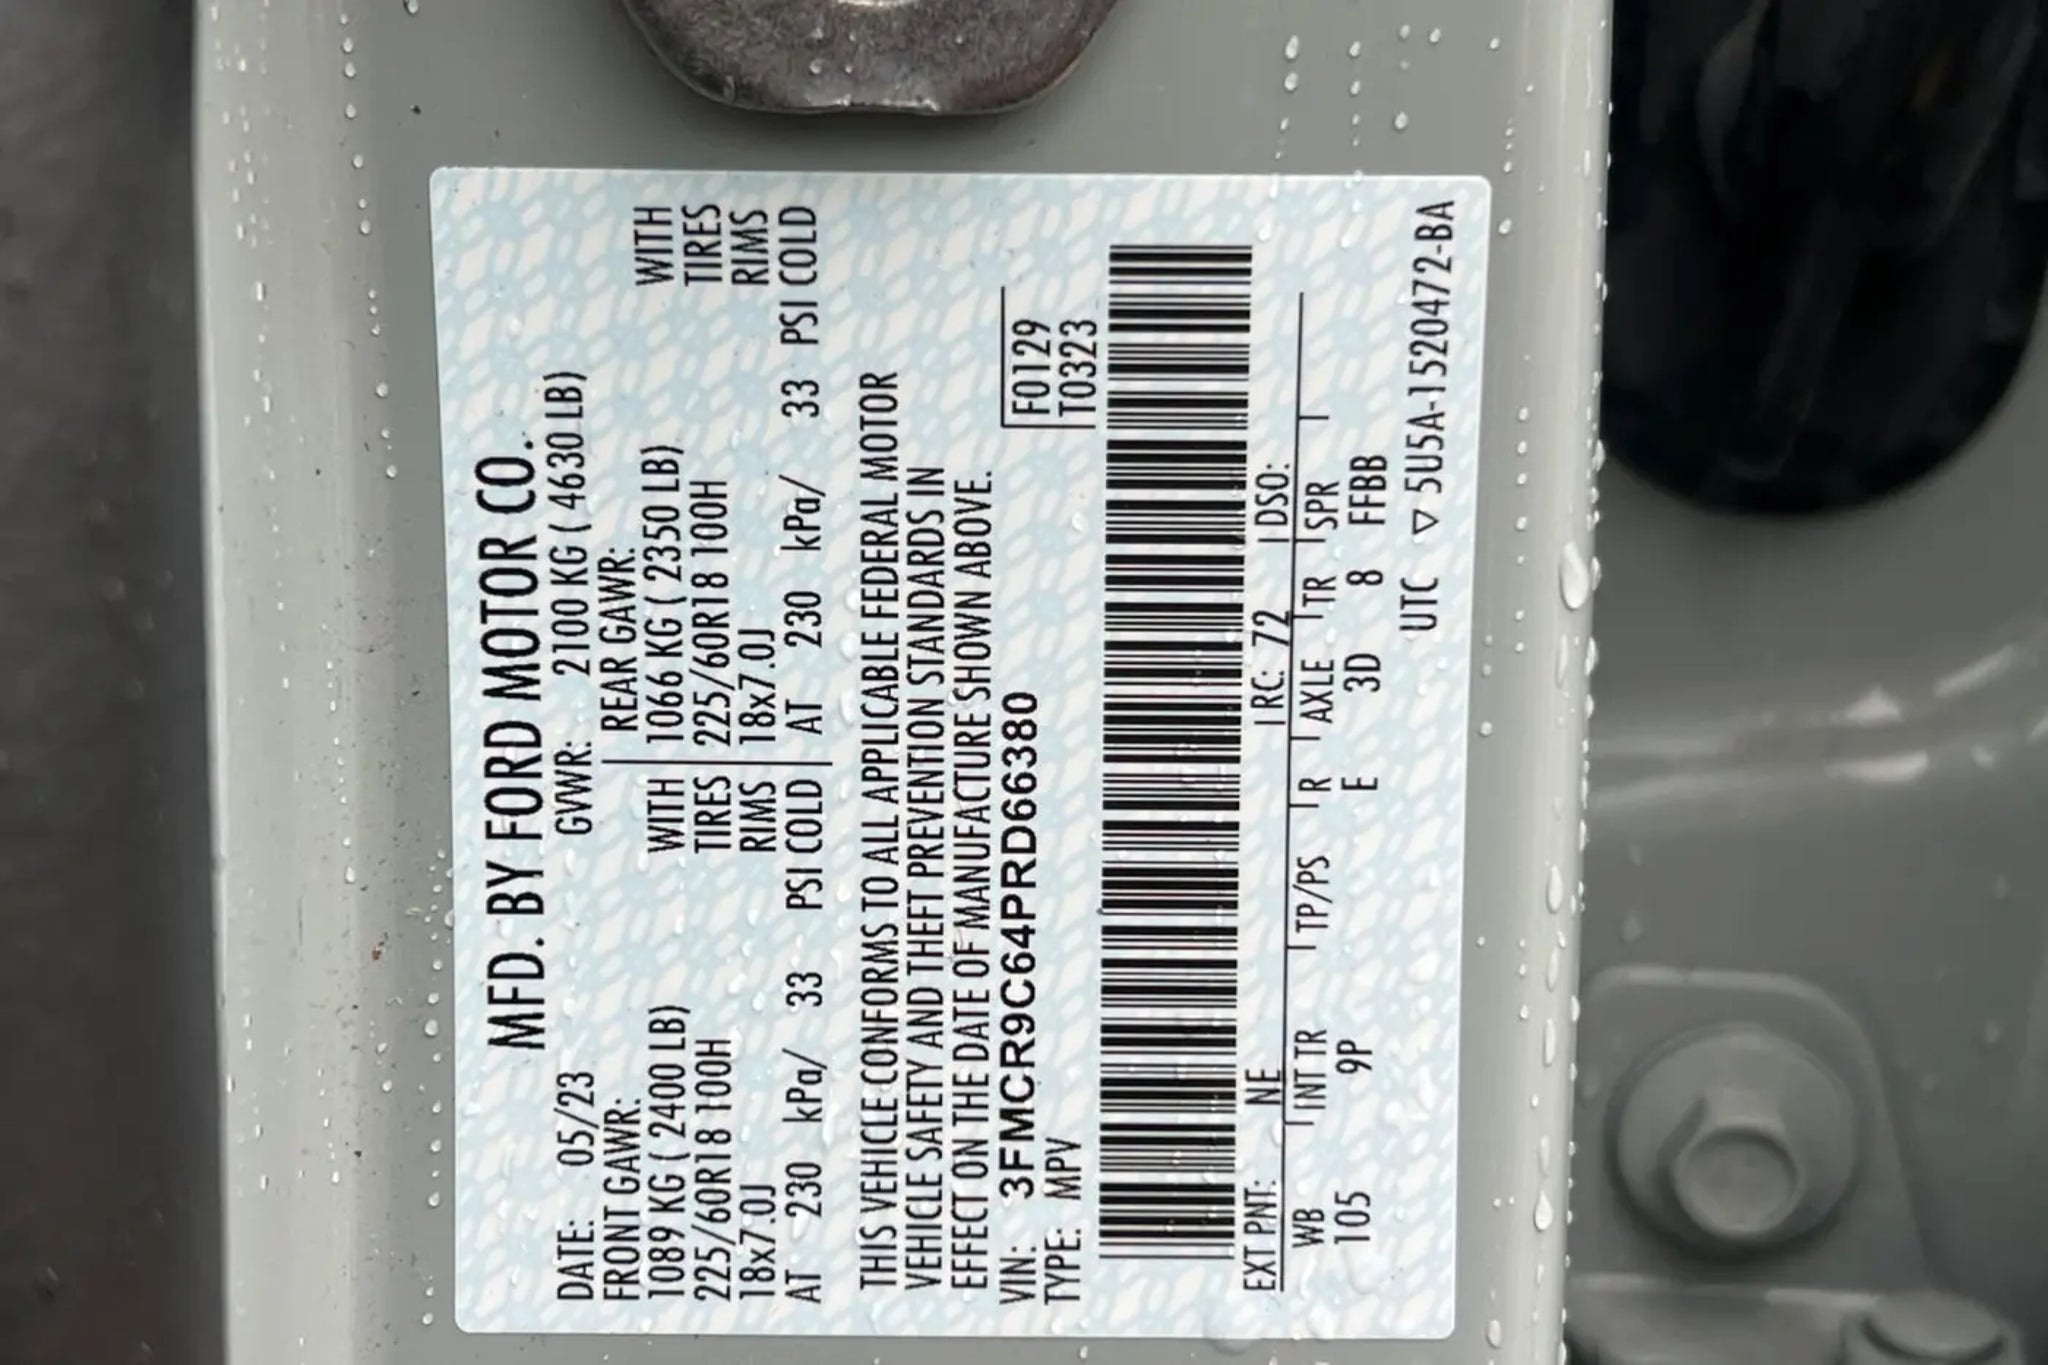 MFD. BY FORD MOTOR CO.
DATE: 05/23 GVWR: 2100 KG ( 4630 LB)
FRONT GAWR: REAR GAWR:
1089 KG ( 2400 LB) WITH 1066 KG ( 2350 LB) WITH
225/60R18 100H TIRES 225/60R18 100H TIRES
18x7.0J RIMS 18x7.0J RIMS
AT 230 kPa/ 33 PSI COLD AT 230 kPa/ 33 PSI COLD
THIS VEHICLE CONFORMS TO ALL APPLICABLE FEDERAL MOTOR
VEHICLE SAFETY AND THEFT PREVENTION STANDARDS IN
EFFECT ON THE DATE OF MANUFACTURE SHOWN ABOVE.
VIN: 3FMCR9C64PRD66380 F0129
TYPE: MPV T0323
EXT PNT: NE RC: 72 DSO:
WB INT TR TP/PS R AXLE TR SPR
105 9P E 3D 8 FFBB
UTC ▽ 5U5A-1520472-BA